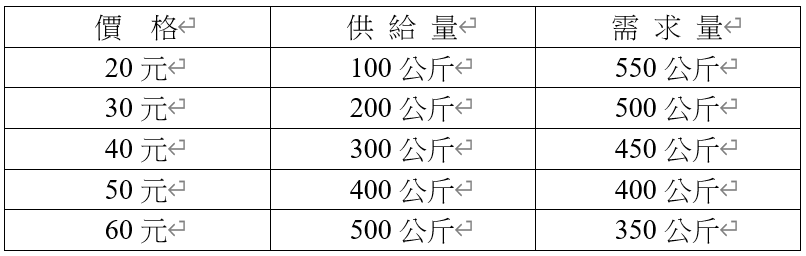 價 格 供 給 量 需 求 量
20 元 100 公斤 550 公斤
30 元 200 公斤 500 公斤
40 元 300 公斤 450 公斤
50 元 400 公斤 400 公斤
60 元 500 公斤 350 公斤